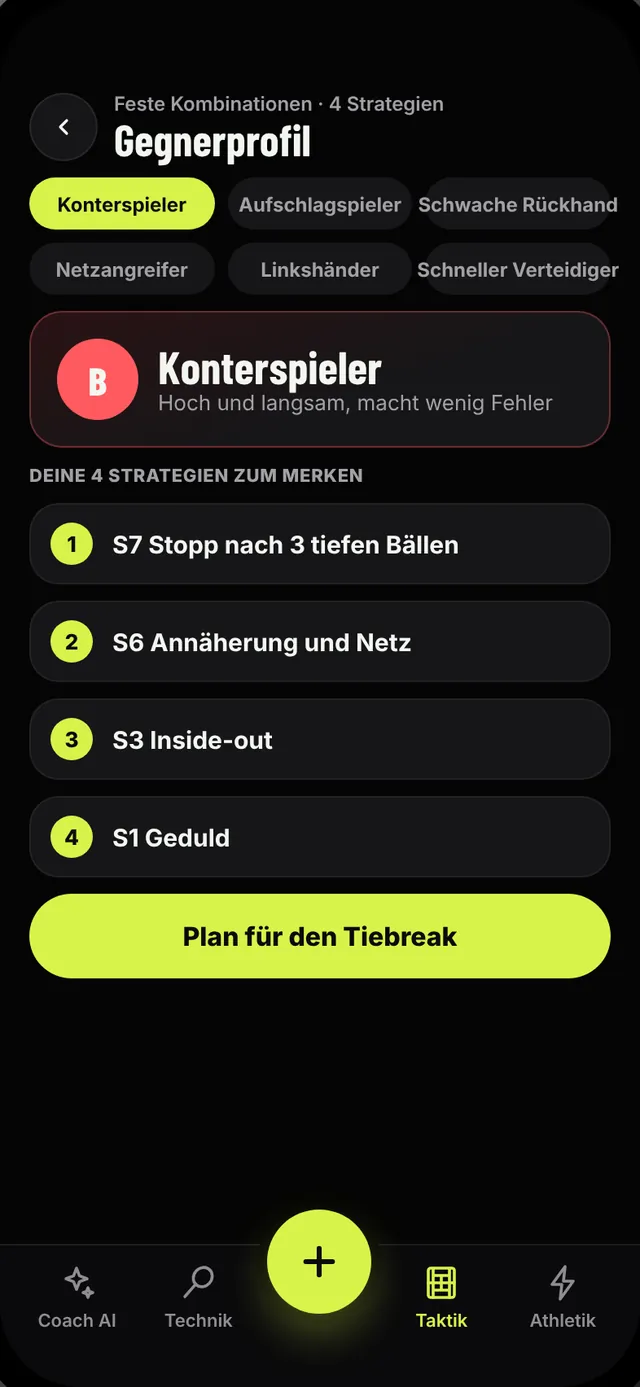 Feste Kombinationen · 4 Strategien
Gegnerprofil
Konterspieler
Aufschlagspieler
Schwache Rückhand
Netzangreifer
Linkshänder
Schneller Verteidiger
B
Konterspieler
Hoch und langsam, macht wenig Fehler
DEINE 4 STRATEGIEN ZUM MERKEN
1 S7 Stopp nach 3 tiefen Bällen
2 S6 Annäherung und Netz
3 S3 Inside-out
4 S1 Geduld
Plan für den Tiebreak
Coach AI
Technik
Taktik
Athletik